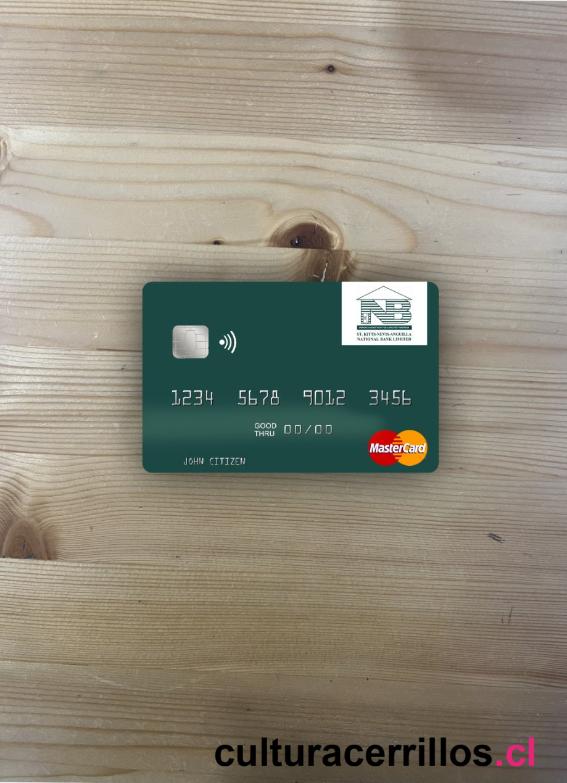 NB
ST. KITTS-NEVIS-ANGUILLA
NATIONAL BANK LIMITED
1234 5678 9012 3456
GOOD
THRU 00/00
MasterCard
JOHN CITIZEN
culturacerrillos.cl